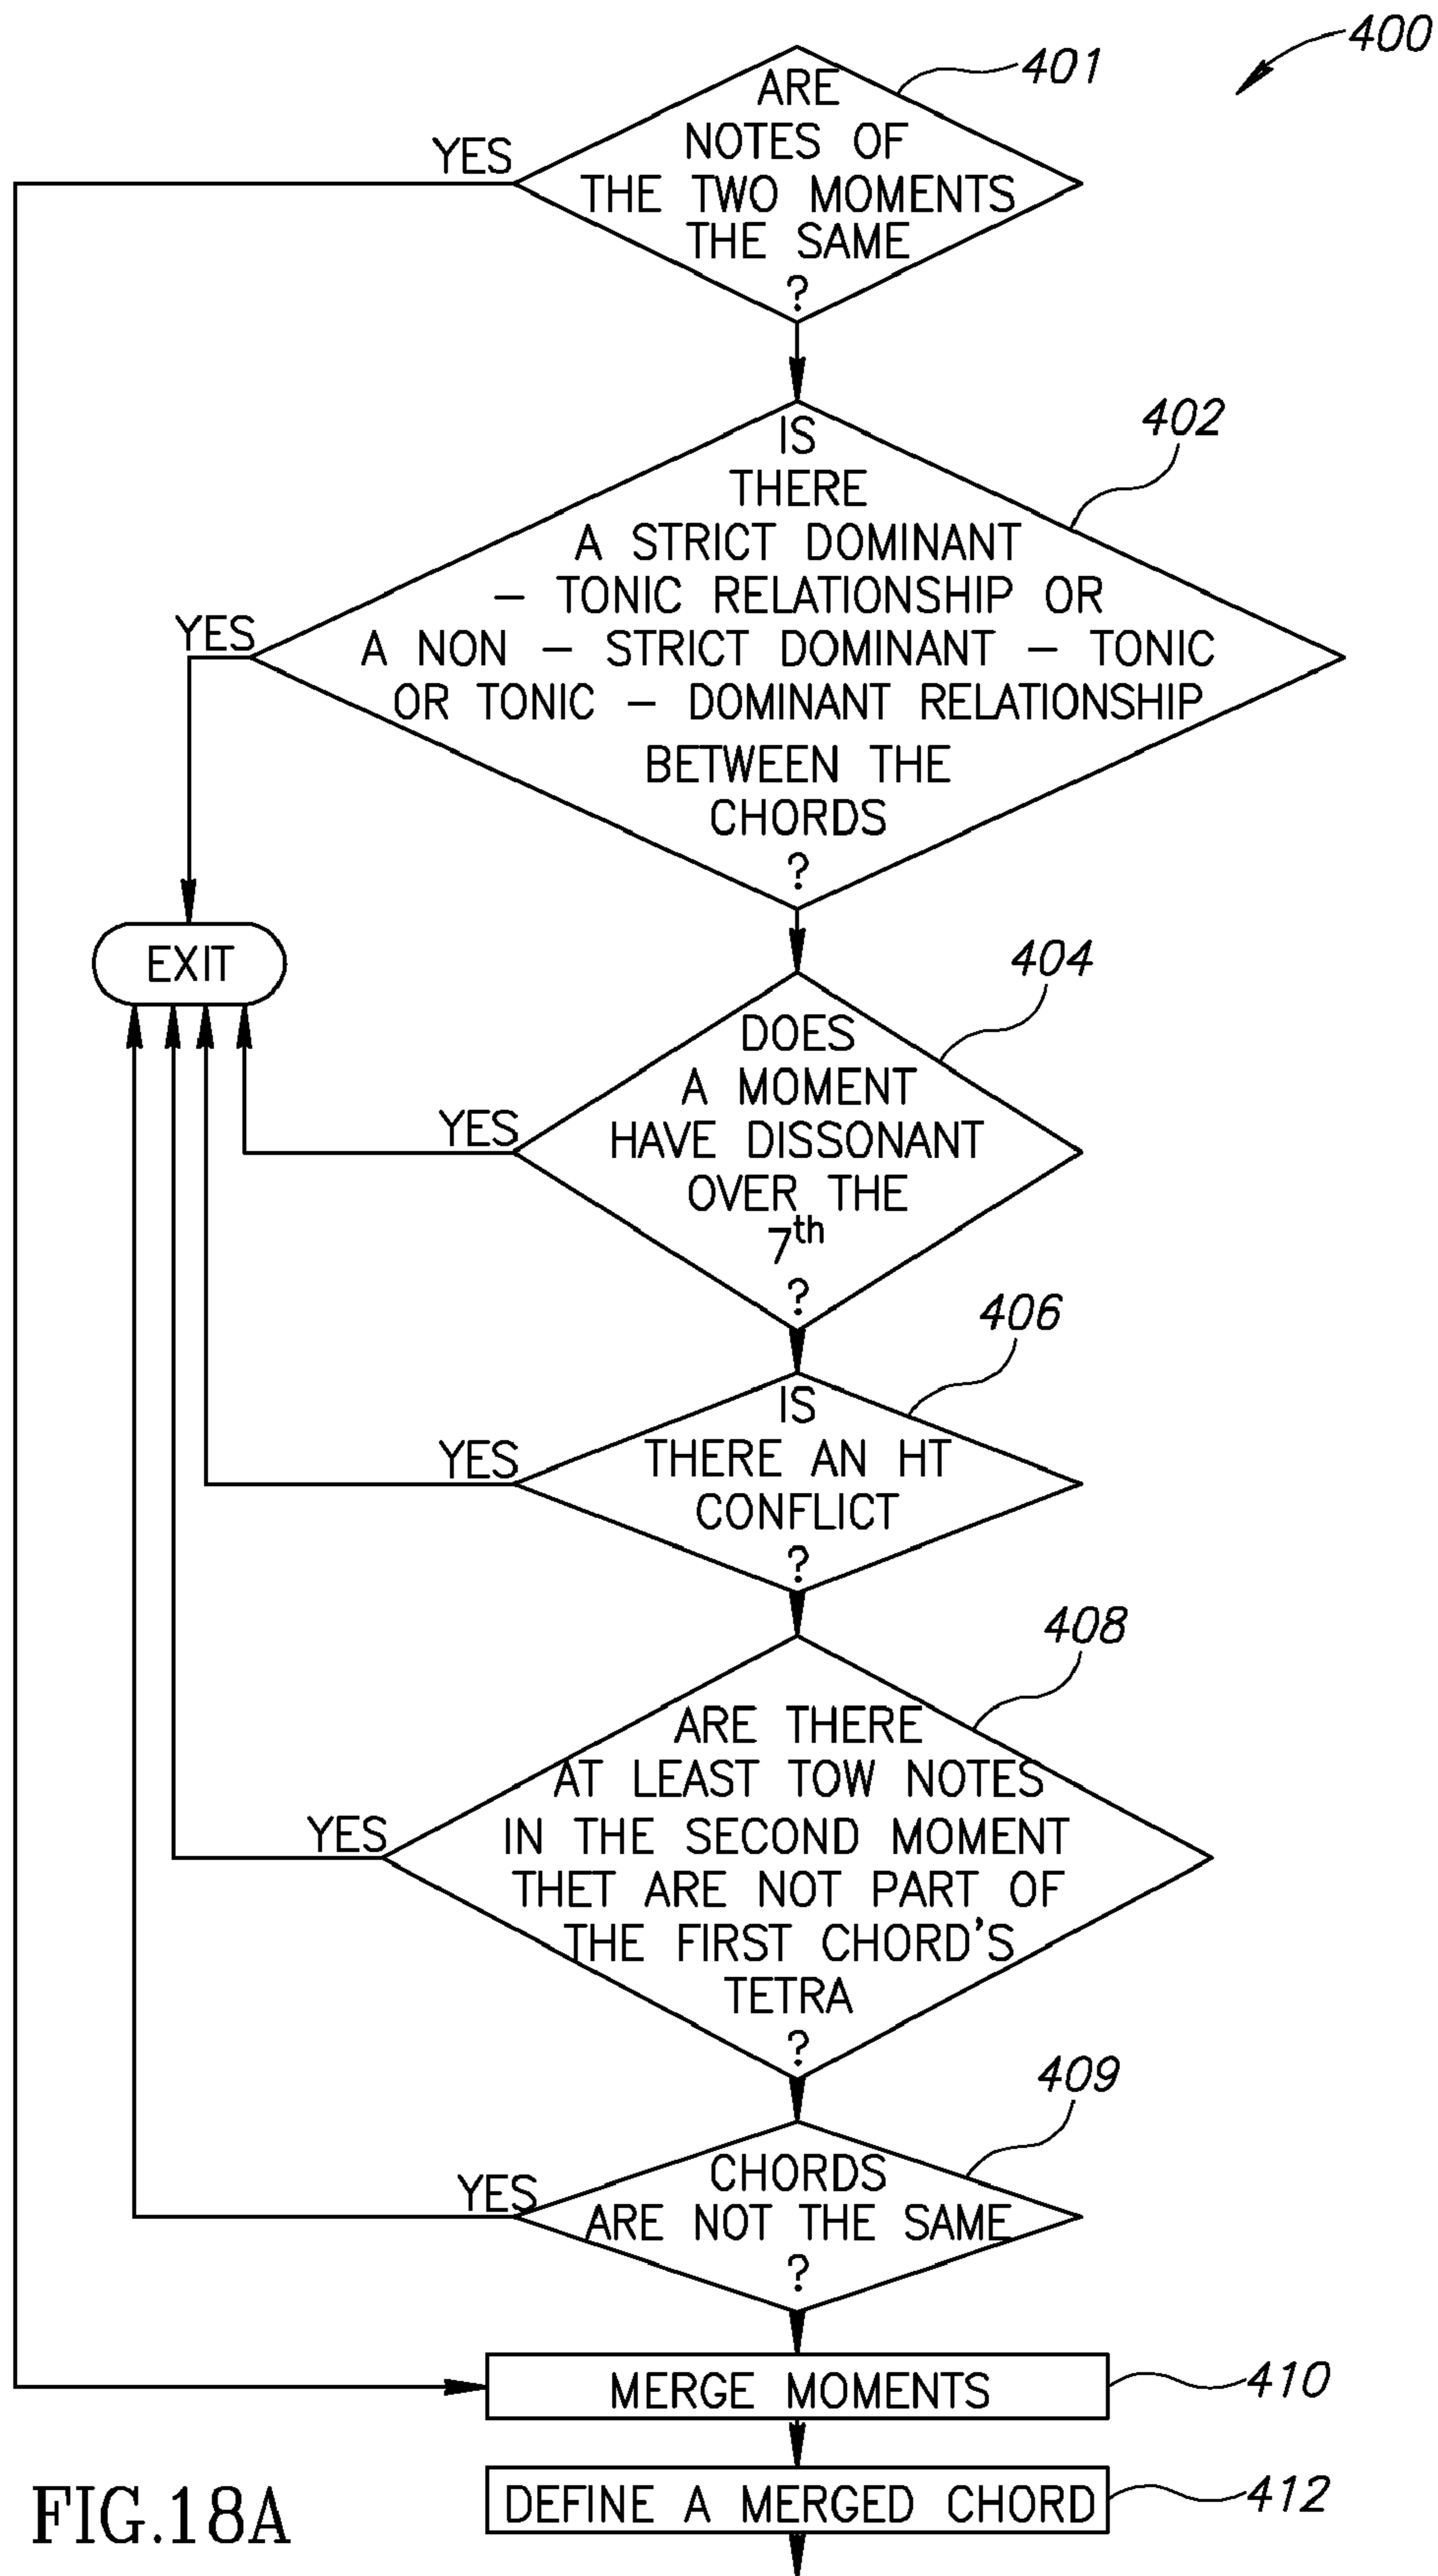 400
401
ARE
NOTES OF
THE TWO MOMENTS
THE SAME
?
YES
402
IS
THERE
A STRICT DOMINANT
– TONIC RELATIONSHIP OR
A NON – STRICT DOMINANT – TONIC
OR TONIC – DOMINANT RELATIONSHIP
BETWEEN THE
CHORDS
?
YES
EXIT
404
DOES
A MOMENT
HAVE DISSONANT
OVER THE
7th
?
YES
406
IS
THERE AN HT
CONFLICT
?
YES
408
ARE THERE
AT LEAST TOW NOTES
IN THE SECOND MOMENT
THET ARE NOT PART OF
THE FIRST CHORD'S
TETRA
?
YES
409
CHORDS
ARE NOT THE SAME
?
YES
MERGE MOMENTS
410
DEFINE A MERGED CHORD
412
FIG.18A